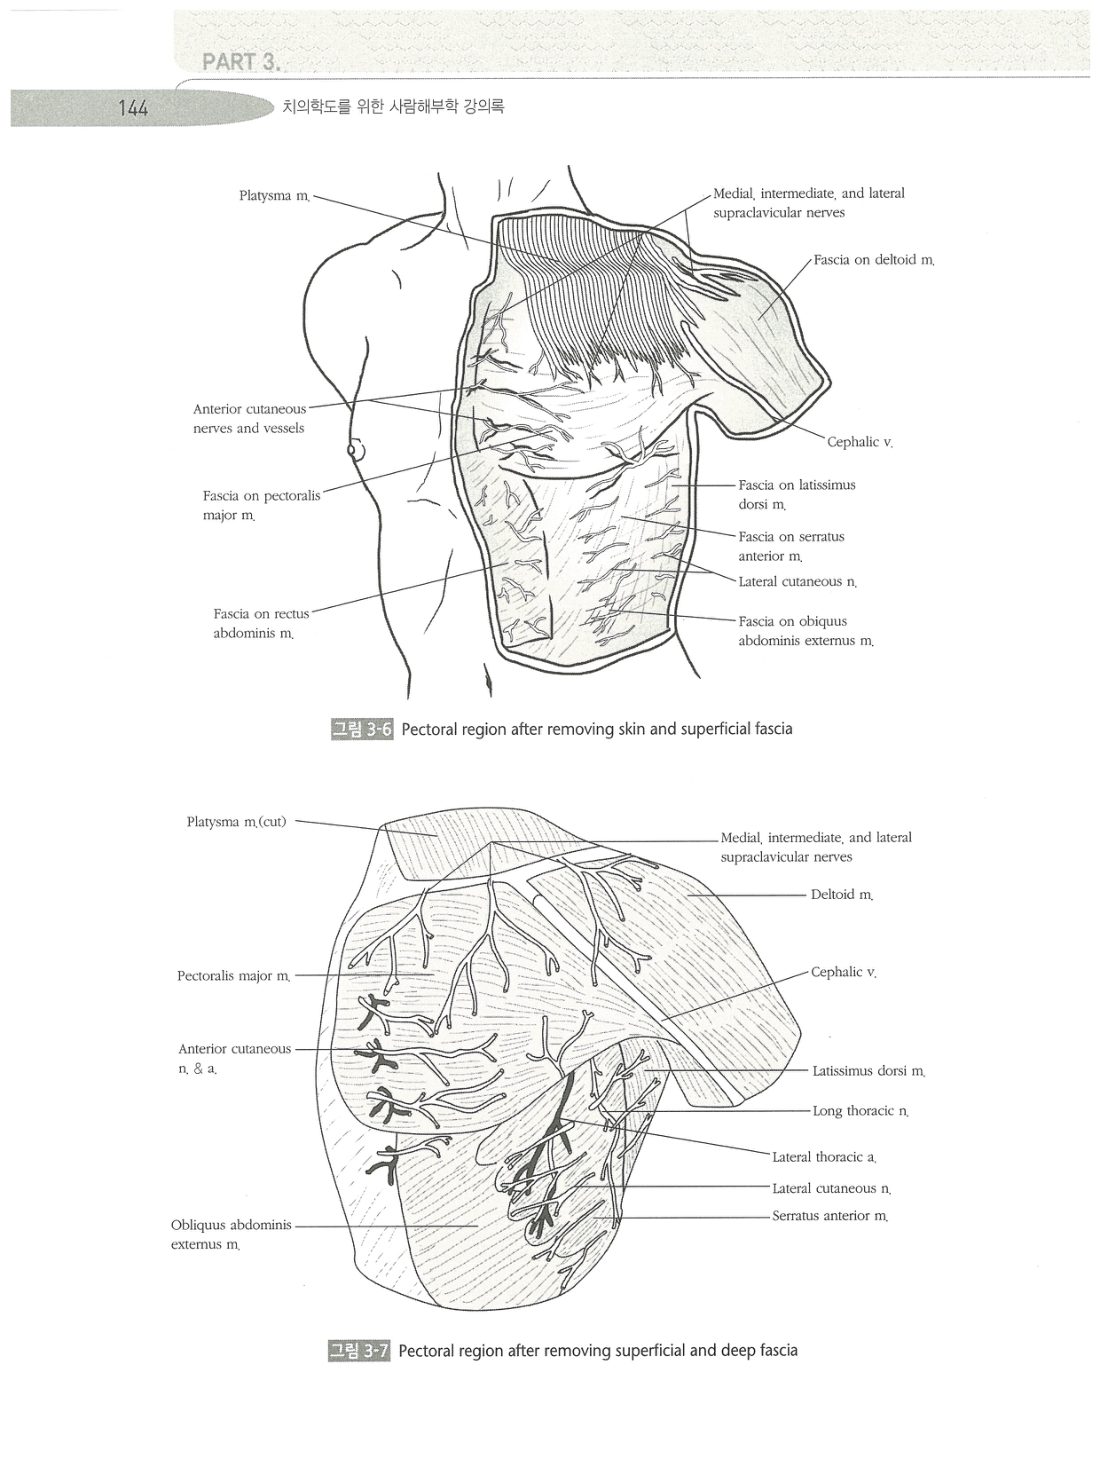 PART 3.
144
치의학도를 위한 사람해부학 강의록
Platysma m.
Medial, intermediate, and lateral
supraclavicular nerves
Fascia on deltoid m.
Anterior cutaneous
nerves and vessels
Cephalic v.
Fascia on pectoralis
major m.
Fascia on latissimus
dorsi m.
Fascia on serratus
anterior m.
Lateral cutaneous n.
Fascia on rectus
abdominis m.
Fascia on obiquus
abdominis externus m.
그림 3-6 Pectoral region after removing skin and superficial fascia
Platysma m.(cut)
Medial, intermediate, and lateral
supraclavicular nerves
Deltoid m.
Pectoralis major m.
Cephalic v.
Anterior cutaneous
n. & a.
Latissimus dorsi m.
Long thoracic n.
Lateral thoracic a.
Lateral cutaneous n.
Serratus anterior m.
Obliquus abdominis
externus m.
그림 3-7 Pectoral region after removing superficial and deep fascia